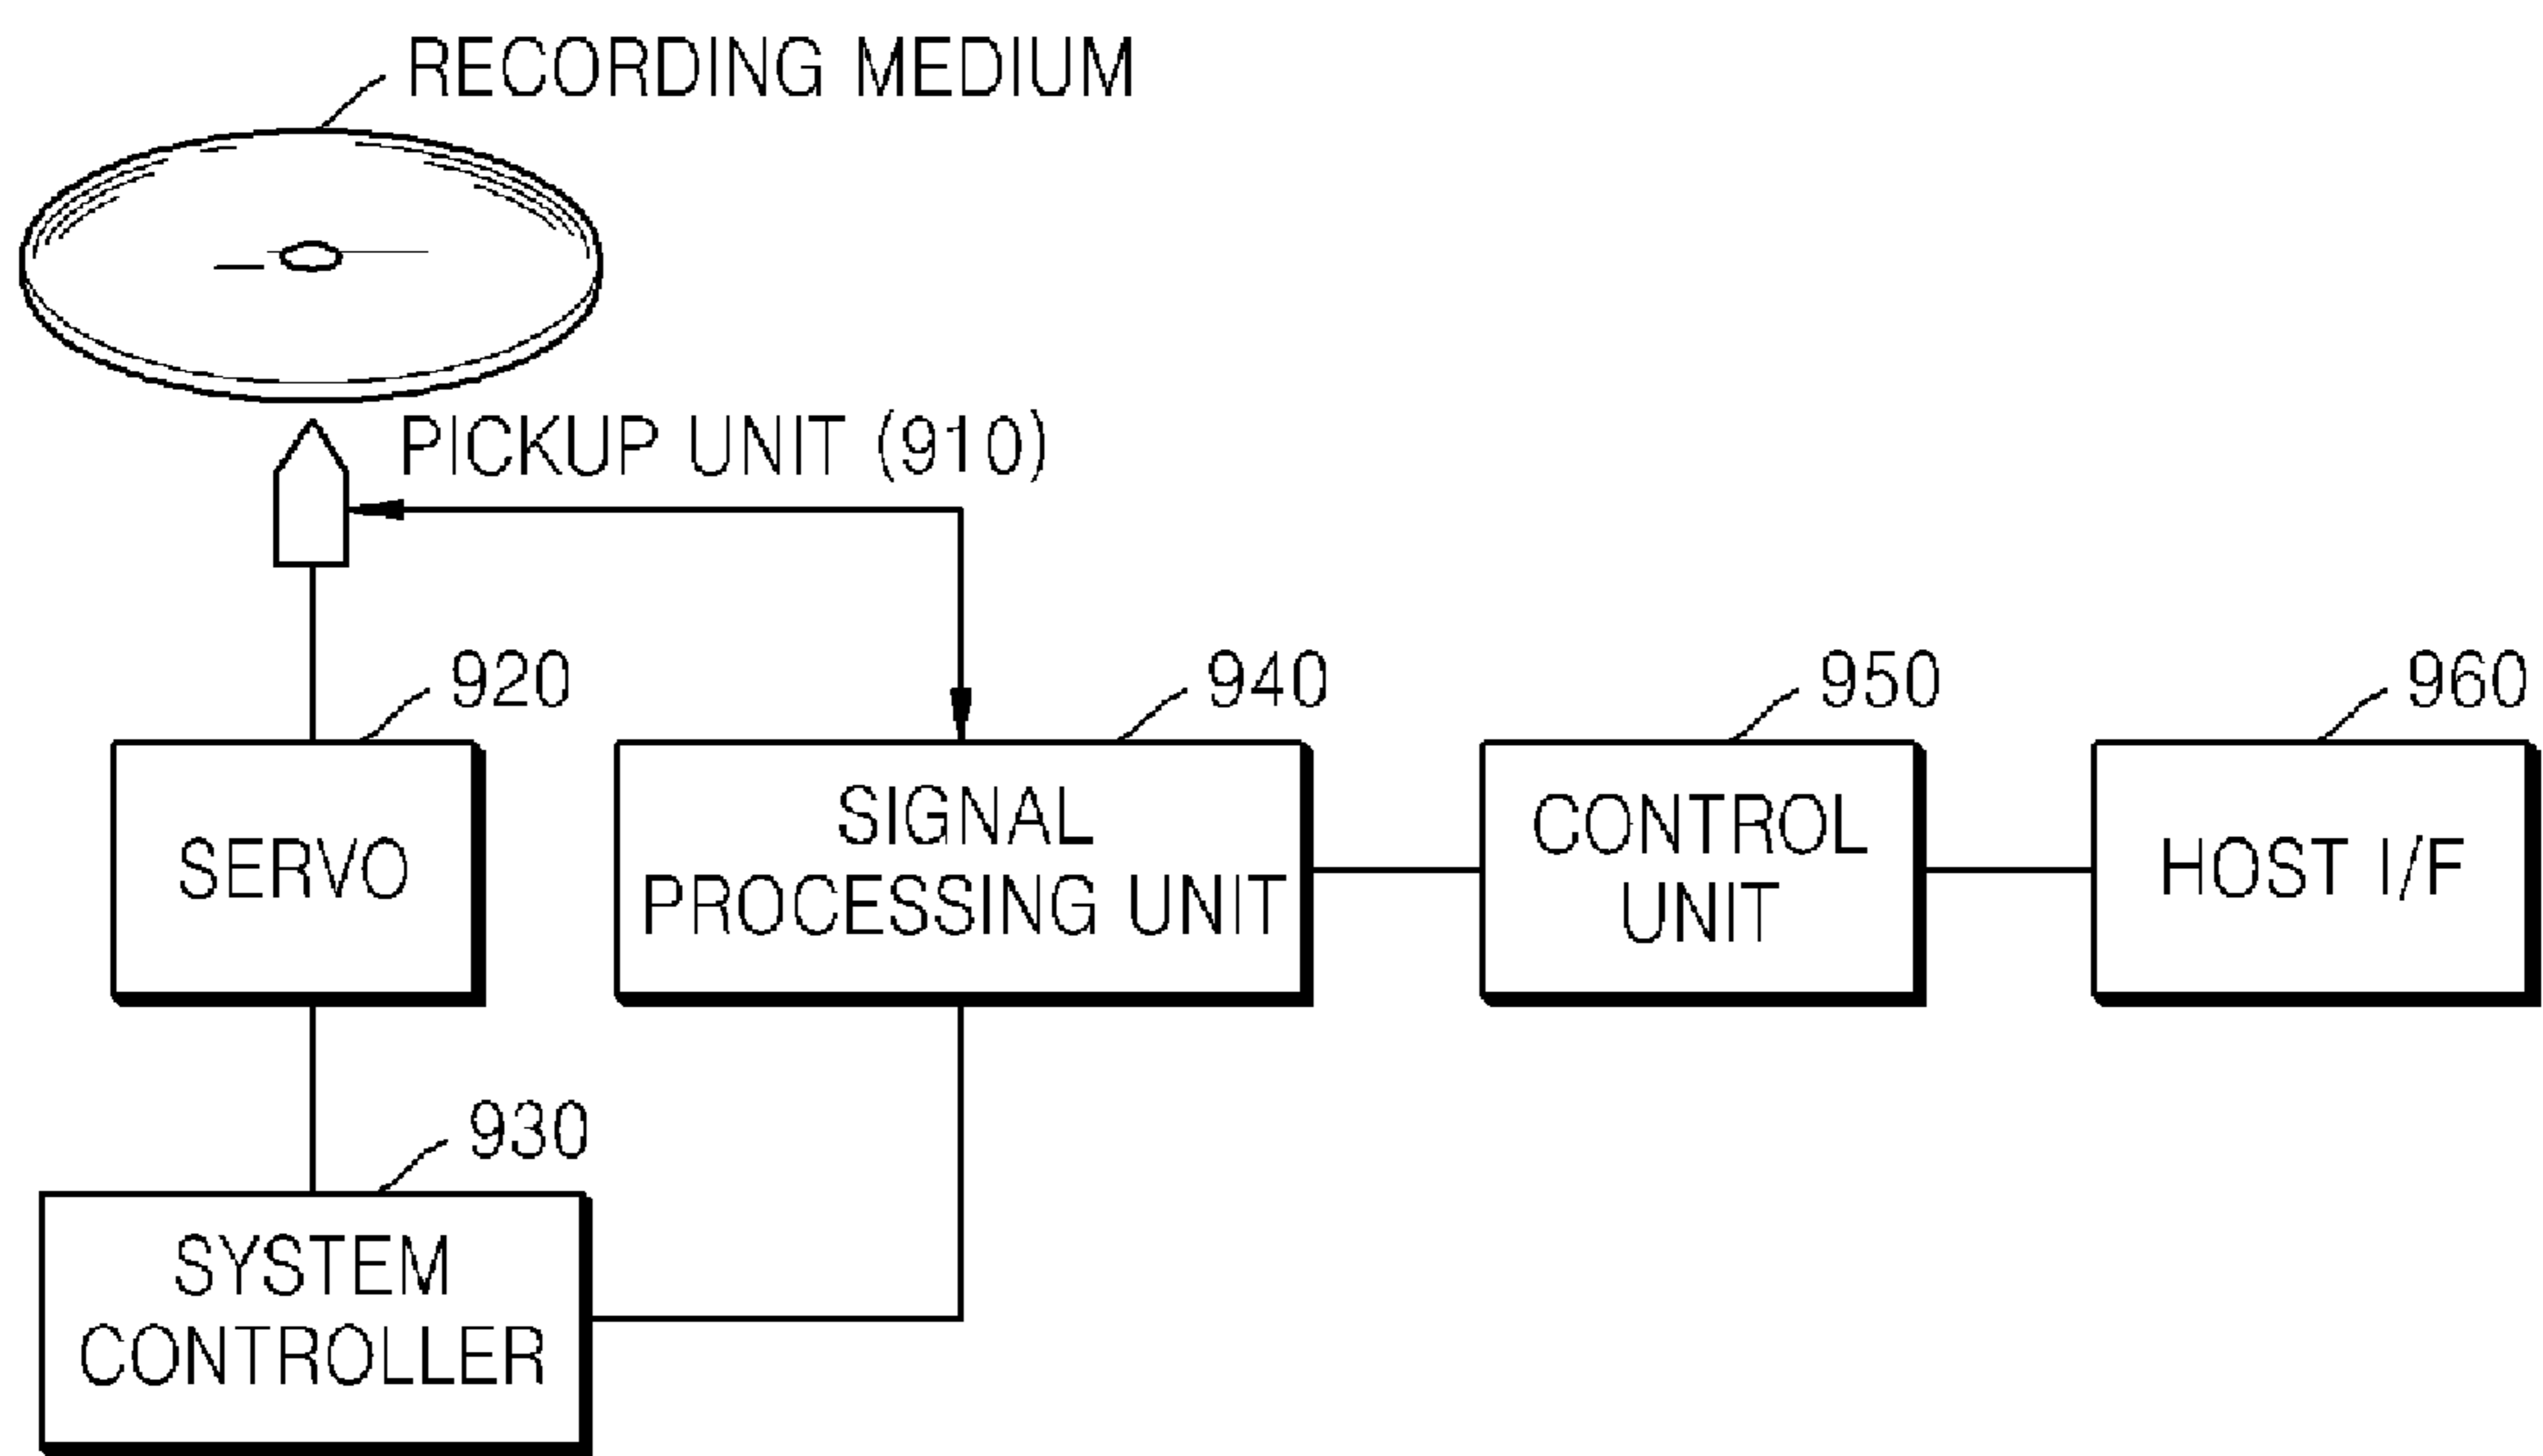 RECORDING MEDIUM
PICKUP UNIT (910)
920
940
950
960
SERVO
SIGNAL
PROCESSING UNIT
CONTROL
UNIT
HOST I/F
930
SYSTEM
CONTROLLER